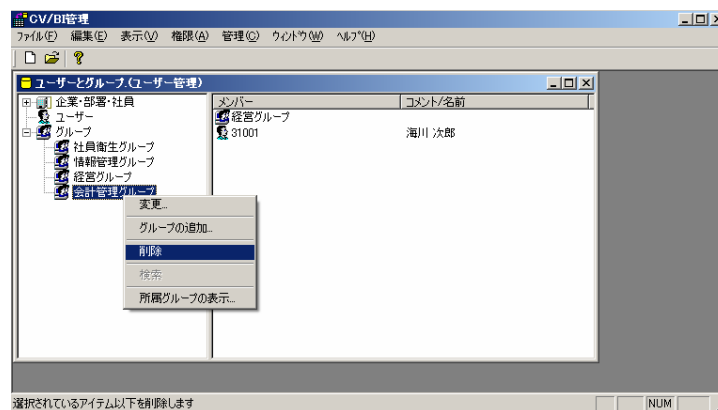 CV/BI管理
ファイル(F) 編集(E) 表示(V) 権限(A) 管理(C) ウィンドウ(W) ヘルプ(H)
ユーザーとグループ.(ユーザー管理)
企業・部署・社員
ユーザー
グループ
社員衛生グループ
情報管理グループ
経営グループ
会計管理グループ
メンバー コメント/名前
経営グループ
31001 海川 次郎
変更...
グループの追加...
削除
検索
所属グループの表示...
選択されているアイテム以下を削除します
NUM